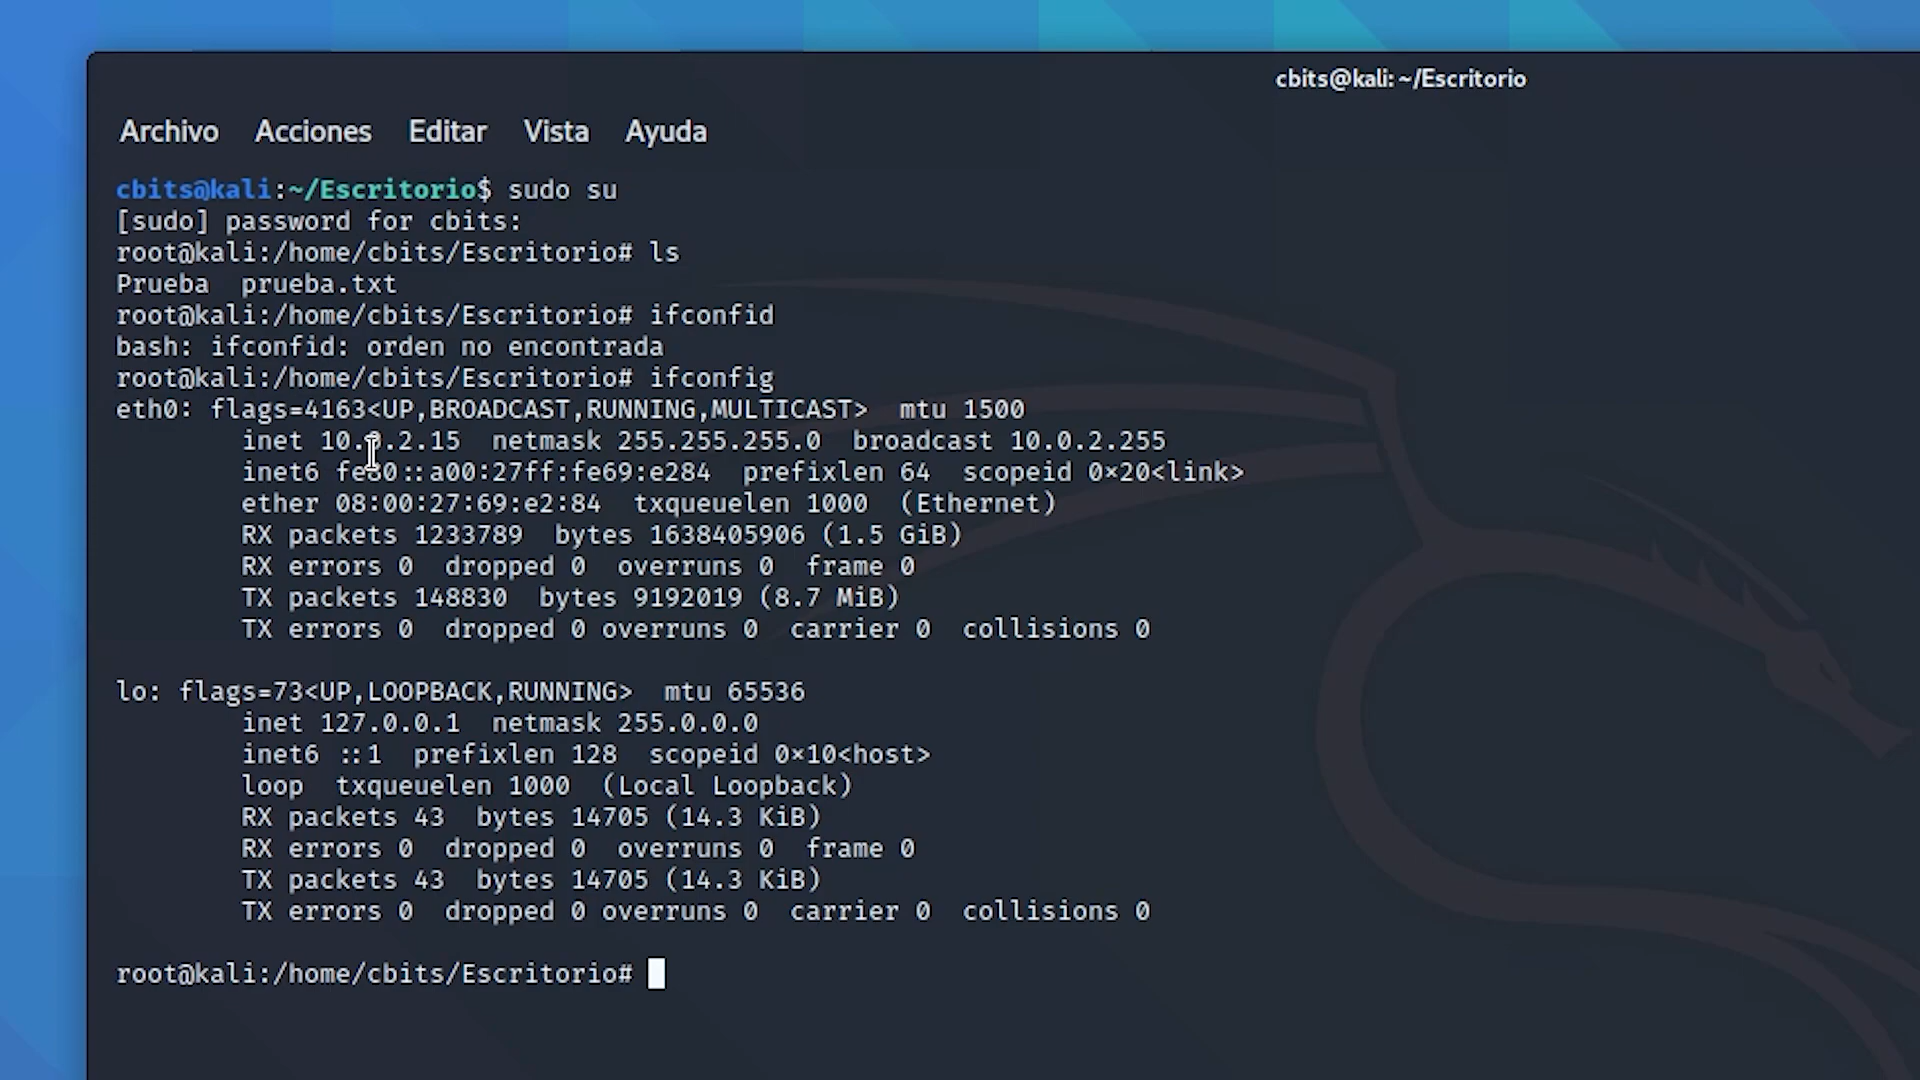 cbits@kali: ~/Escritorio
Archivo Acciones Editar Vista Ayuda
cbits@kali:~/Escritorio$ sudo su
[sudo] password for cbits:
root@kali:/home/cbits/Escritorio# ls
Prueba  prueba.txt
root@kali:/home/cbits/Escritorio# ifconfid
bash: ifconfid: orden no encontrada
root@kali:/home/cbits/Escritorio# ifconfig
eth0: flags=4163<UP,BROADCAST,RUNNING,MULTICAST>  mtu 1500
        inet 10.0.2.15  netmask 255.255.255.0  broadcast 10.0.2.255
        inet6 fe80::a00:27ff:fe69:e284  prefixlen 64  scopeid 0×20<link>
        ether 08:00:27:69:e2:84  txqueuelen 1000  (Ethernet)
        RX packets 1233789  bytes 1638405906 (1.5 GiB)
        RX errors 0  dropped 0  overruns 0  frame 0
        TX packets 148830  bytes 9192019 (8.7 MiB)
        TX errors 0  dropped 0 overruns 0  carrier 0  collisions 0

lo: flags=73<UP,LOOPBACK,RUNNING>  mtu 65536
        inet 127.0.0.1  netmask 255.0.0.0
        inet6 ::1  prefixlen 128  scopeid 0×10<host>
        loop  txqueuelen 1000  (Local Loopback)
        RX packets 43  bytes 14705 (14.3 KiB)
        RX errors 0  dropped 0  overruns 0  frame 0
        TX packets 43  bytes 14705 (14.3 KiB)
        TX errors 0  dropped 0 overruns 0  carrier 0  collisions 0

root@kali:/home/cbits/Escritorio#